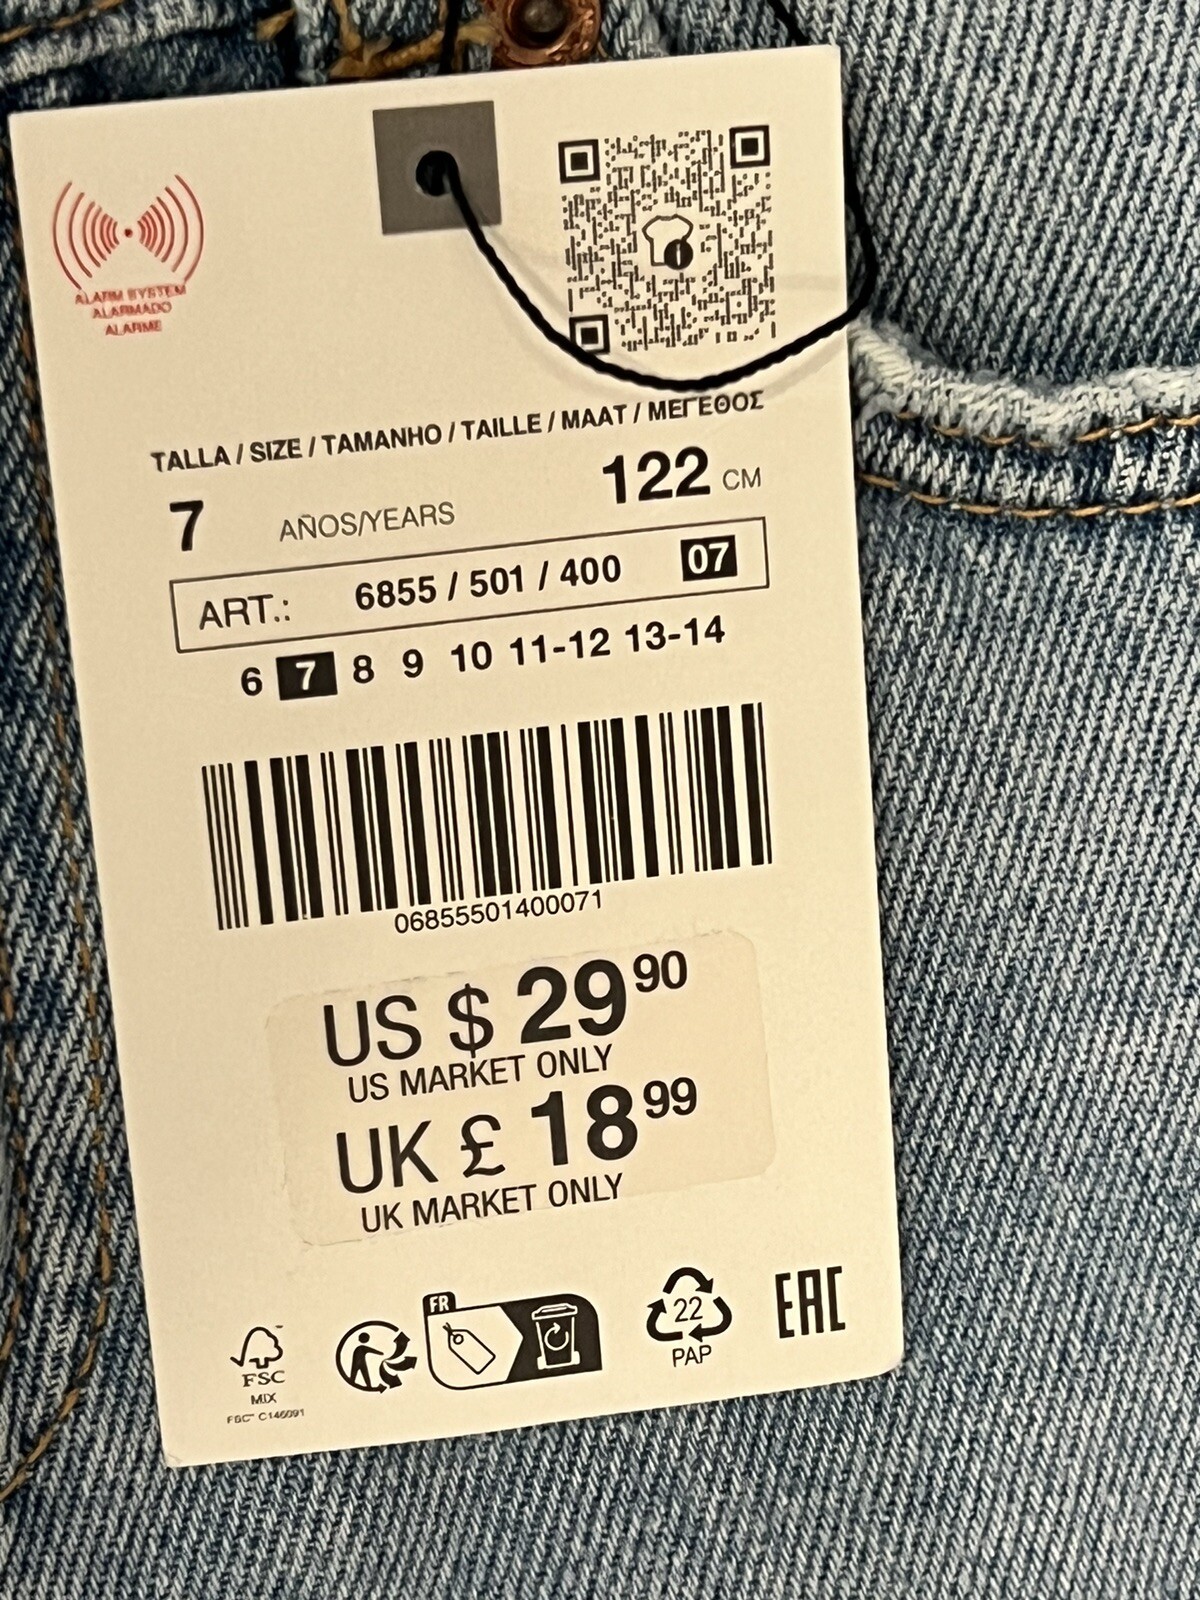 ALARM SYSTEM
ALARMADO
ALARME
TALLA / SIZE / TAMANHO / TAILLE / MAAT / ΜΕΓΕΘΟΣ
7 AÑOS/YEARS 122 CM
ART.: 6855 / 501 / 400 07
6 7 8 9 10 11-12 13-14
06855501400071
US $ 29 90
US MARKET ONLY
UK £ 18 99
UK MARKET ONLY
FR
22
PAP
EAC
FSC
MIX
FSC™ C146091